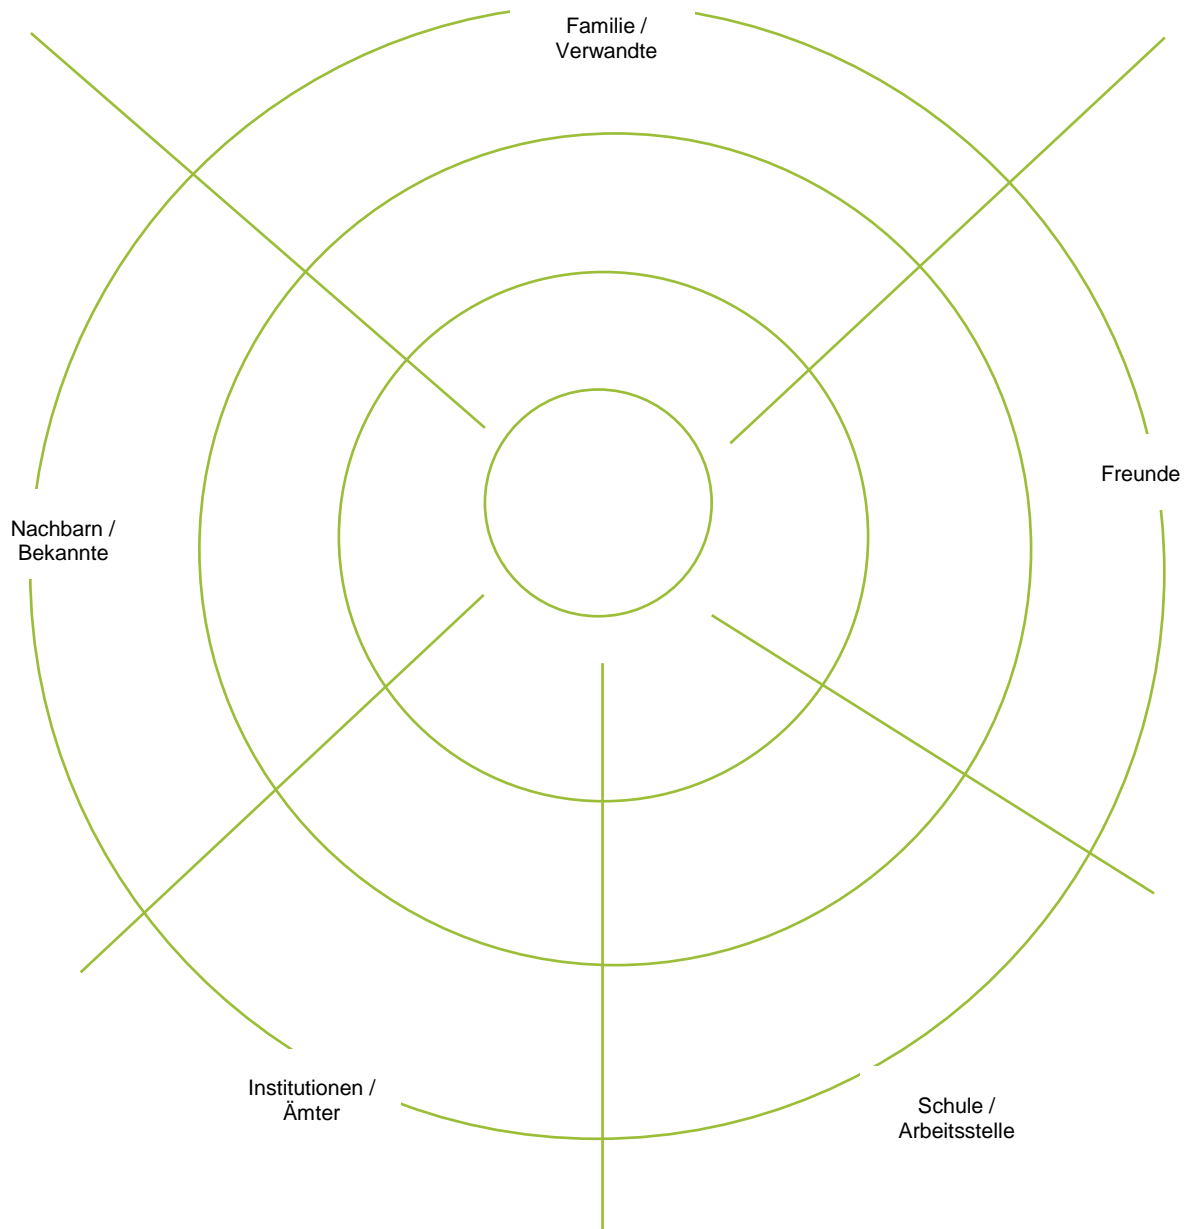 Familie /
Verwandte
Freunde
Nachbarn /
Bekannte
Institutionen /
Ämter
Schule /
Arbeitsstelle